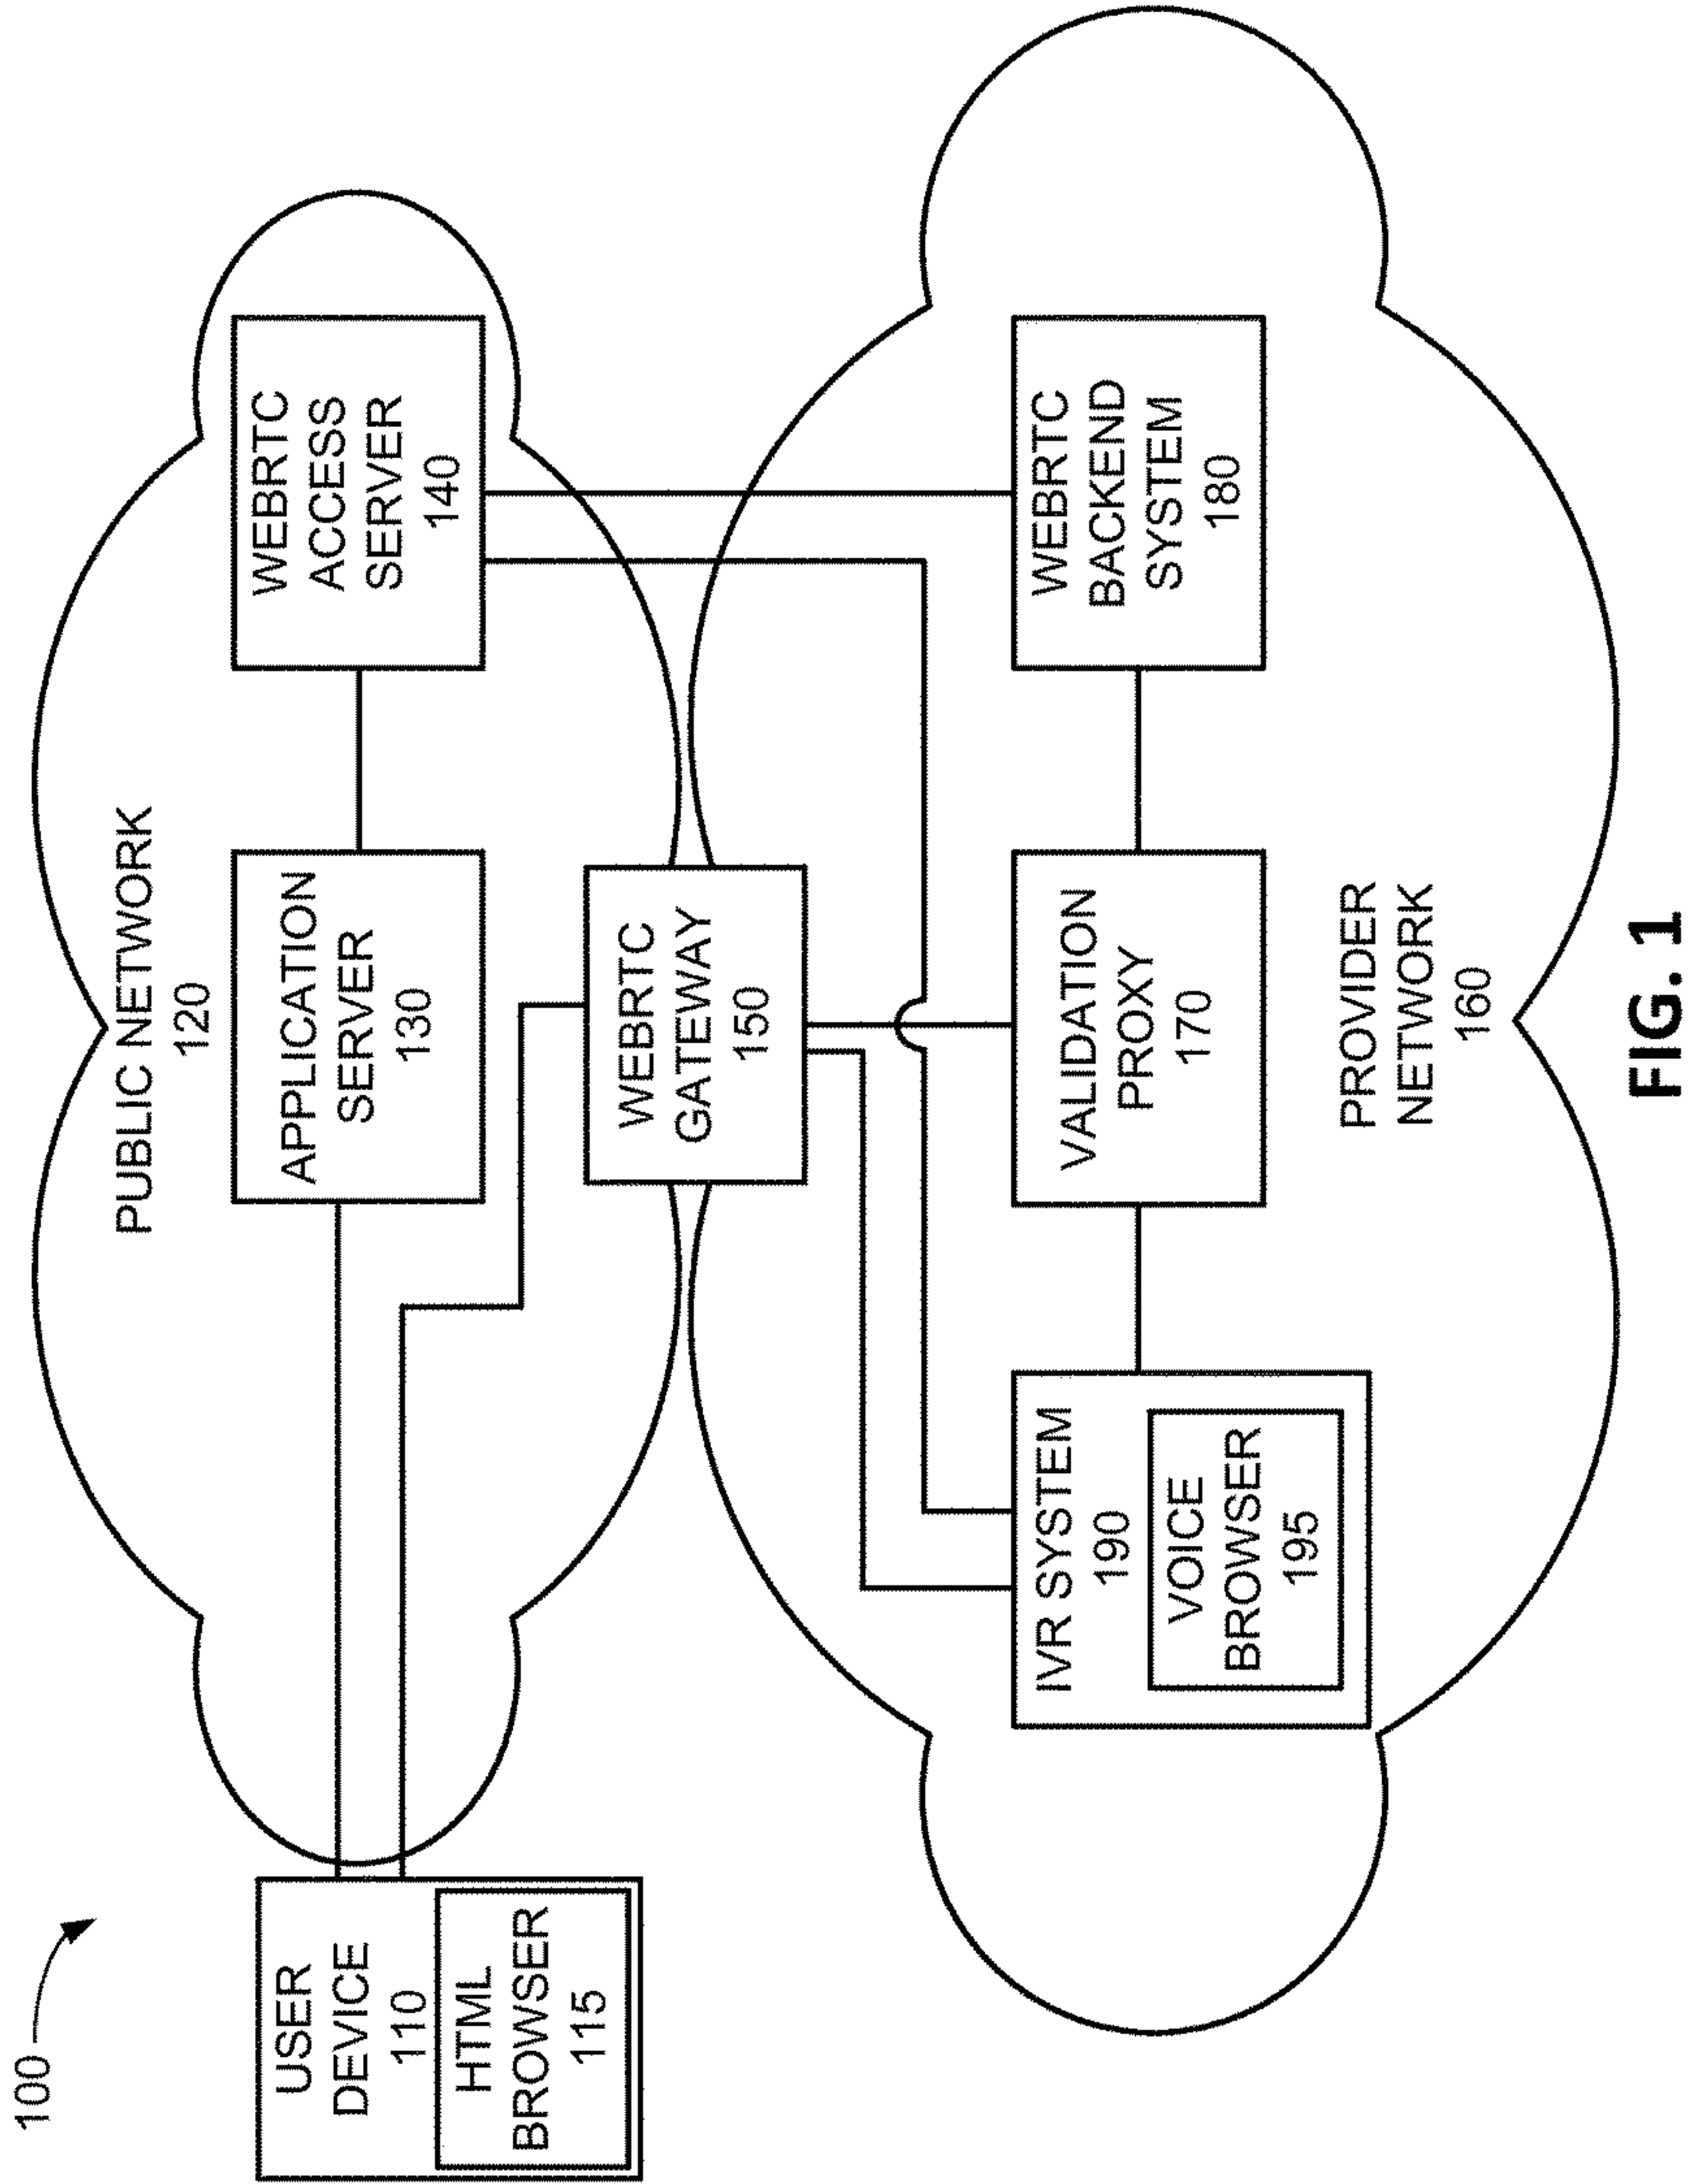 100
PUBLIC NETWORK
120
USER
DEVICE
110
HTML
BROWSER
115
APPLICATION
SERVER
130
WEBRTC
ACCESS
SERVER
140
WEBRTC
GATEWAY
150
IVR SYSTEM
190
VOICE
BROWSER
195
VALIDATION
PROXY
170
WEBRTC
BACKEND
SYSTEM
180
PROVIDER
NETWORK
160
FIG. 1